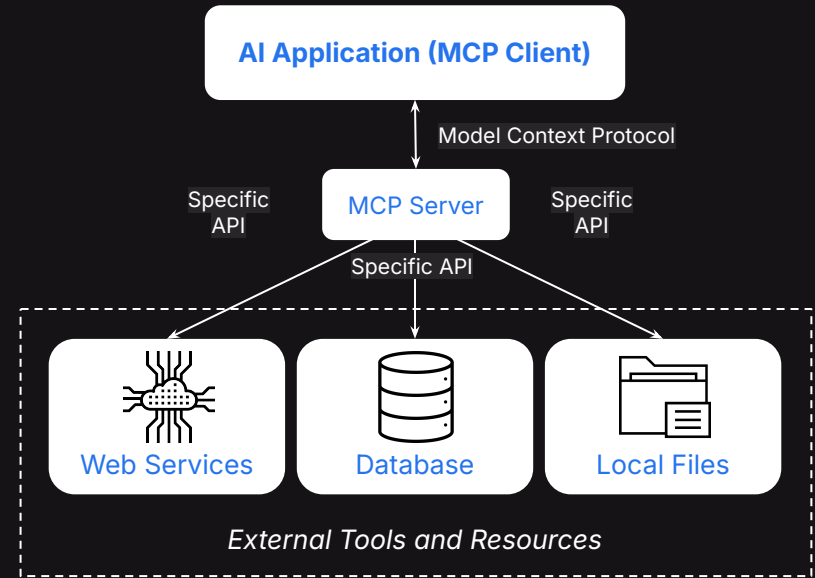 AI Application (MCP Client)
Model Context Protocol
Specific
API
MCP Server
Specific
API
Specific API
Web Services
Database
Local Files
External Tools and Resources